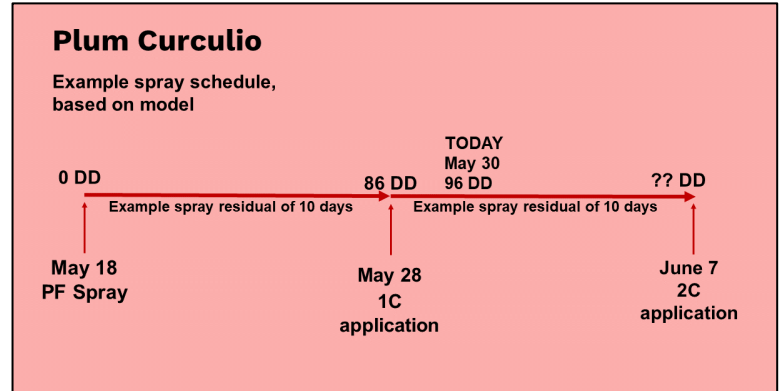 Plum Curculio
Example spray schedule,
based on model
TODAY
May 30
96 DD
0 DD
86 DD
?? DD
Example spray residual of 10 days
Example spray residual of 10 days
May 18
PF Spray
May 28
1C
application
June 7
2C
application